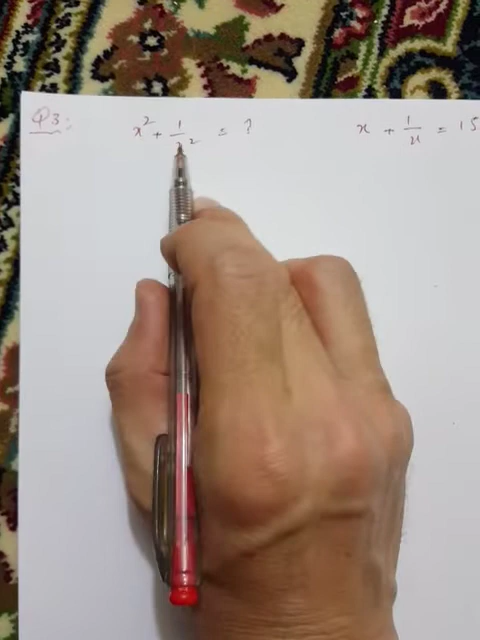 Q3: x² + 1/x² = ? x + 1/x = 15